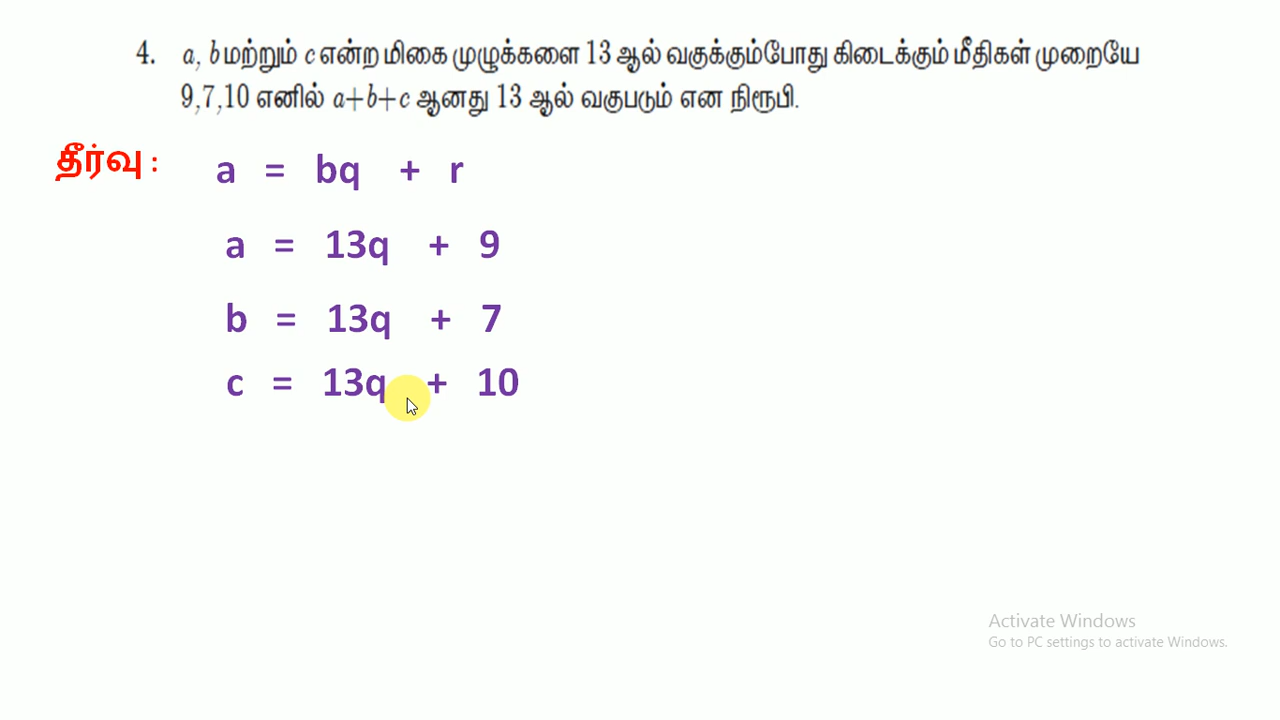 4. a, b மற்றும் c என்ற மிகை முழுக்களை 13 ஆல் வகுக்கும்போது கிடைக்கும் மீதிகள் முறையே
9,7,10 எனில் a+b+c ஆனது 13 ஆல் வகுபடும் என நிரூபி.
தீர்வு : a = bq + r
a = 13q + 9
b = 13q + 7
c = 13q + 10
Activate Windows
Go to PC settings to activate Windows.